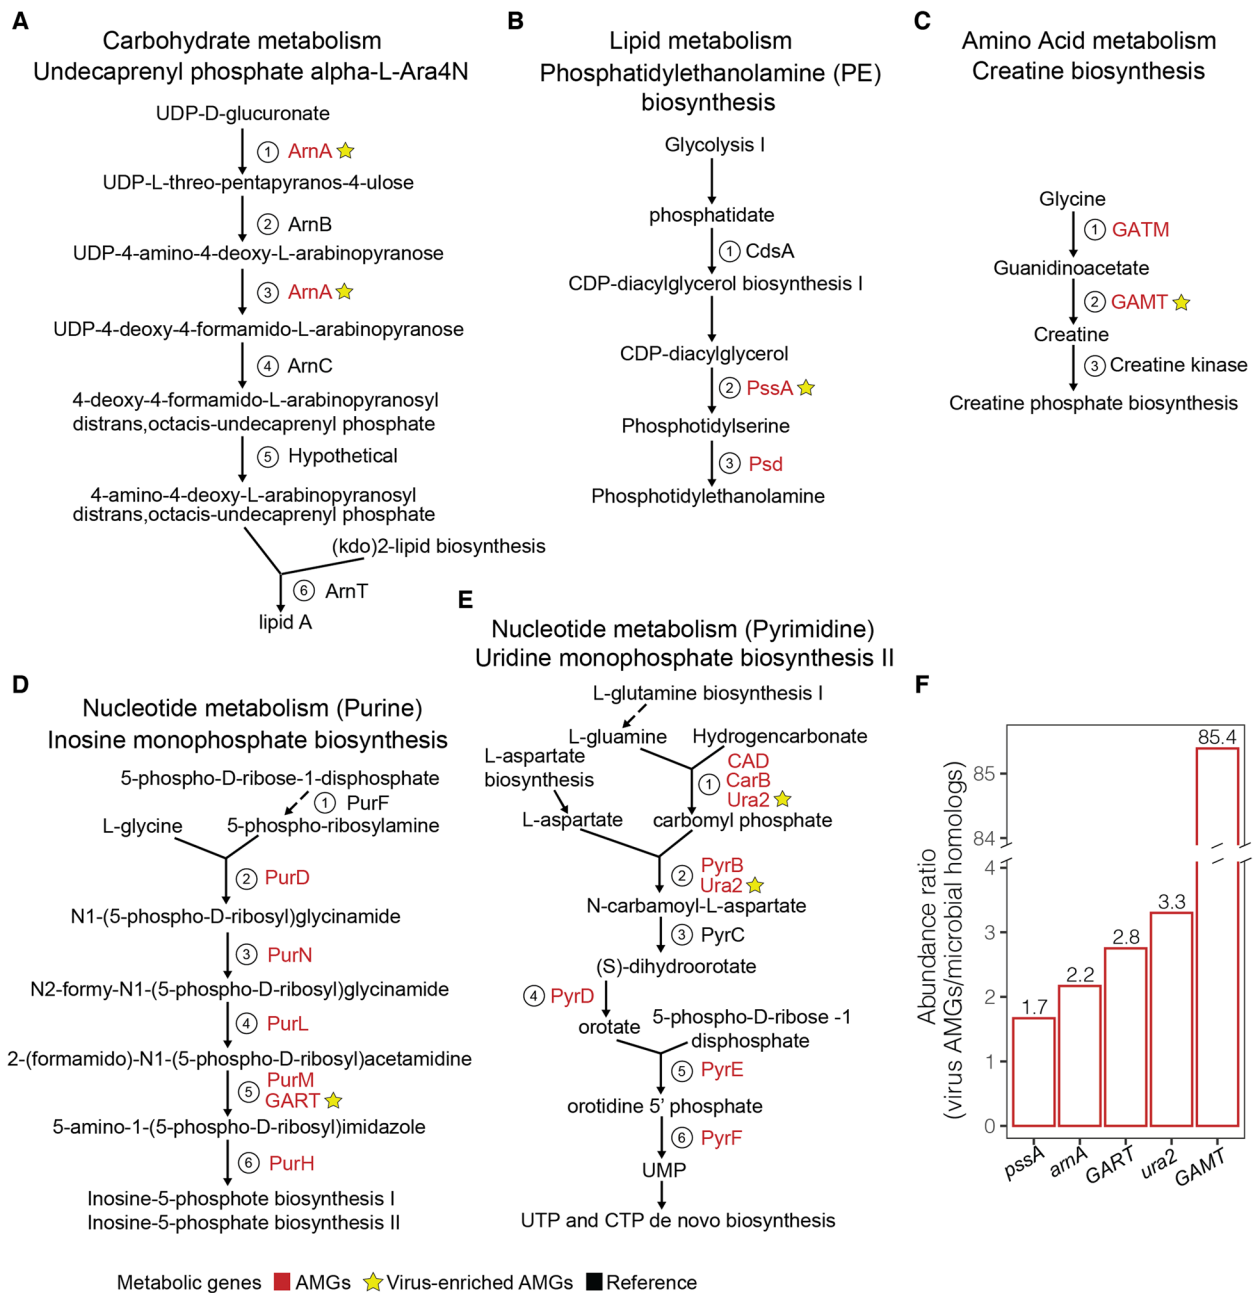 A
Carbohydrate metabolism
Undecaprenyl phosphate alpha-L-Ara4N
UDP-D-glucuronate
1 ArnA
UDP-L-threo-pentapyranos-4-ulose
2 ArnB
UDP-4-amino-4-deoxy-L-arabinopyranose
3 ArnA
UDP-4-deoxy-4-formamido-L-arabinopyranose
4 ArnC
4-deoxy-4-formamido-L-arabinopyranosyl
distrans,octacis-undecaprenyl phosphate
5 Hypothetical
4-amino-4-deoxy-L-arabinopyranosyl
distrans,octacis-undecaprenyl phosphate
(kdo)2-lipid biosynthesis
6 ArnT
lipid A
B
Lipid metabolism
Phosphatidylethanolamine (PE)
biosynthesis
Glycolysis I
phosphatidate
1 CdsA
CDP-diacylglycerol biosynthesis I
CDP-diacylglycerol
2 PssA
Phosphotidylserine
3 Psd
Phosphotidylethanolamine
C
Amino Acid metabolism
Creatine biosynthesis
Glycine
1 GATM
Guanidinoacetate
2 GAMT
Creatine
3 Creatine kinase
Creatine phosphate biosynthesis
D
Nucleotide metabolism (Purine)
Inosine monophosphate biosynthesis
5-phospho-D-ribose-1-disphosphate
1 PurF
L-glycine
5-phospho-ribosylamine
2 PurD
N1-(5-phospho-D-ribosyl)glycinamide
3 PurN
N2-formy-N1-(5-phospho-D-ribosyl)glycinamide
4 PurL
2-(formamido)-N1-(5-phospho-D-ribosyl)acetamidine
5 PurM
GART
5-amino-1-(5-phospho-D-ribosyl)imidazole
6 PurH
Inosine-5-phosphote biosynthesis I
Inosine-5-phosphate biosynthesis II
E
Nucleotide metabolism (Pyrimidine)
Uridine monophosphate biosynthesis II
L-glutamine biosynthesis I
L-gluamine
Hydrogencarbonate
L-aspartate
biosynthesis
1 CAD
CarB
Ura2
L-aspartate
carbomyl phosphate
2 PyrB
Ura2
N-carbamoyl-L-aspartate
3 PyrC
(S)-dihydroorotate
4 PyrD
orotate
5-phospho-D-ribose -1
disphosphate
5 PyrE
orotidine 5' phosphate
6 PyrF
UMP
UTP and CTP de novo biosynthesis
F
Abundance ratio
(virus AMGs/microbial homologs)
85
84
4
3
2
1
0
1.7
2.2
2.8
3.3
85.4
pssA
arnA
GART
ura2
GAMT
Metabolic genes AMGs Virus-enriched AMGs Reference